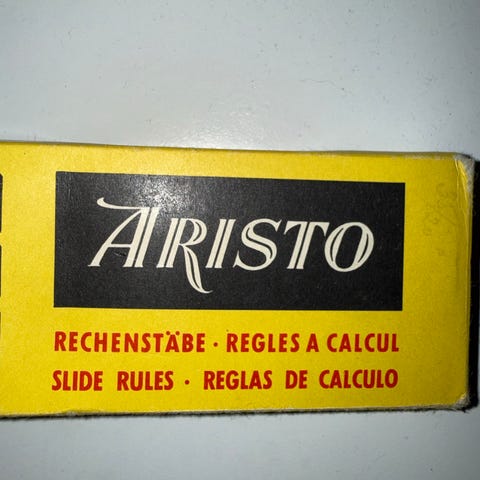 ARISTO
RECHENSTÄBE · REGLES A CALCUL
SLIDE RULES · REGLAS DE CALCULO